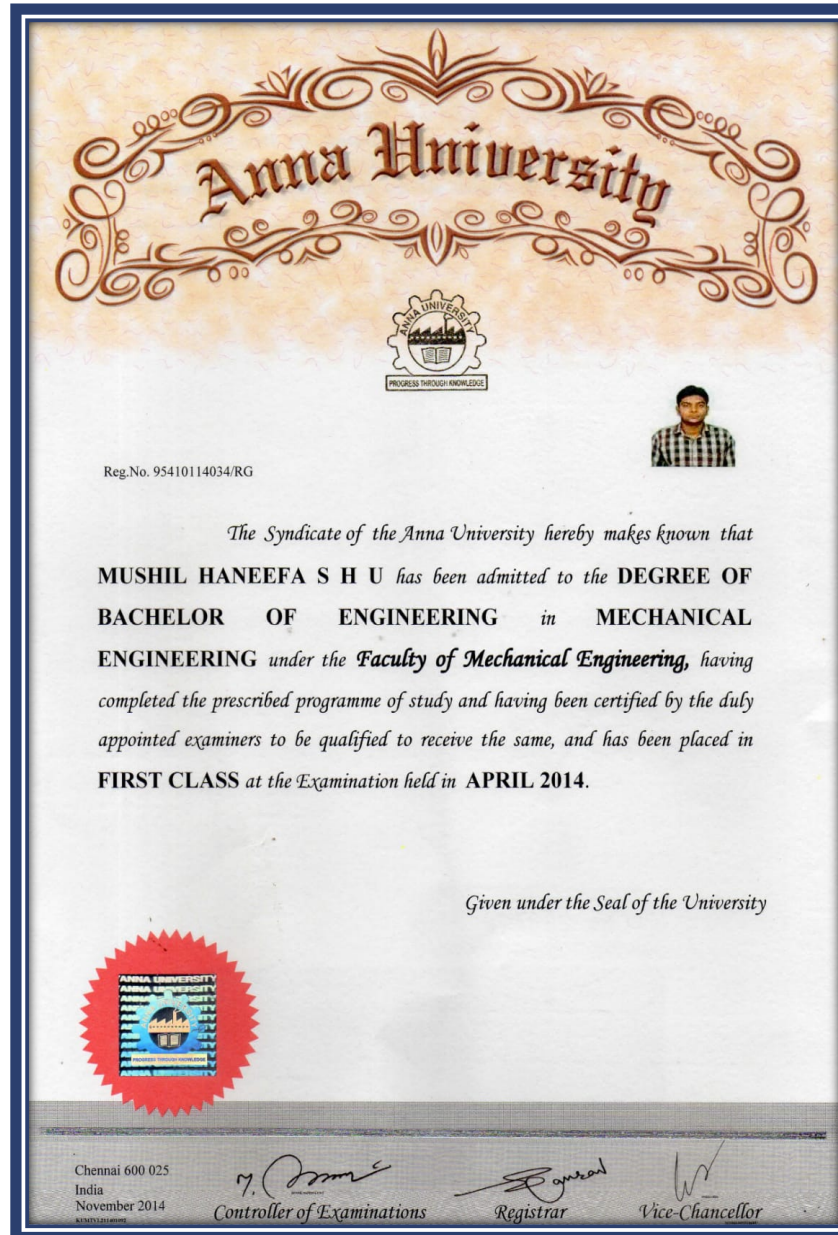 Anna University
ANNA UNIVERSITY
PROGRESS THROUGH KNOWLEDGE
Reg.No. 95410114034/RG
The Syndicate of the Anna University hereby makes known that
MUSHIL HANEEFA S H U has been admitted to the DEGREE OF
BACHELOR OF ENGINEERING in MECHANICAL
ENGINEERING under the Faculty of Mechanical Engineering, having
completed the prescribed programme of study and having been certified by the duly
appointed examiners to be qualified to receive the same, and has been placed in
FIRST CLASS at the Examination held in APRIL 2014.
Given under the Seal of the University
ANNA UNIVERSITY
PROGRESS THROUGH KNOWLEDGE
Chennai 600 025
India
November 2014
Controller of Examinations
Registrar
Vice-Chancellor